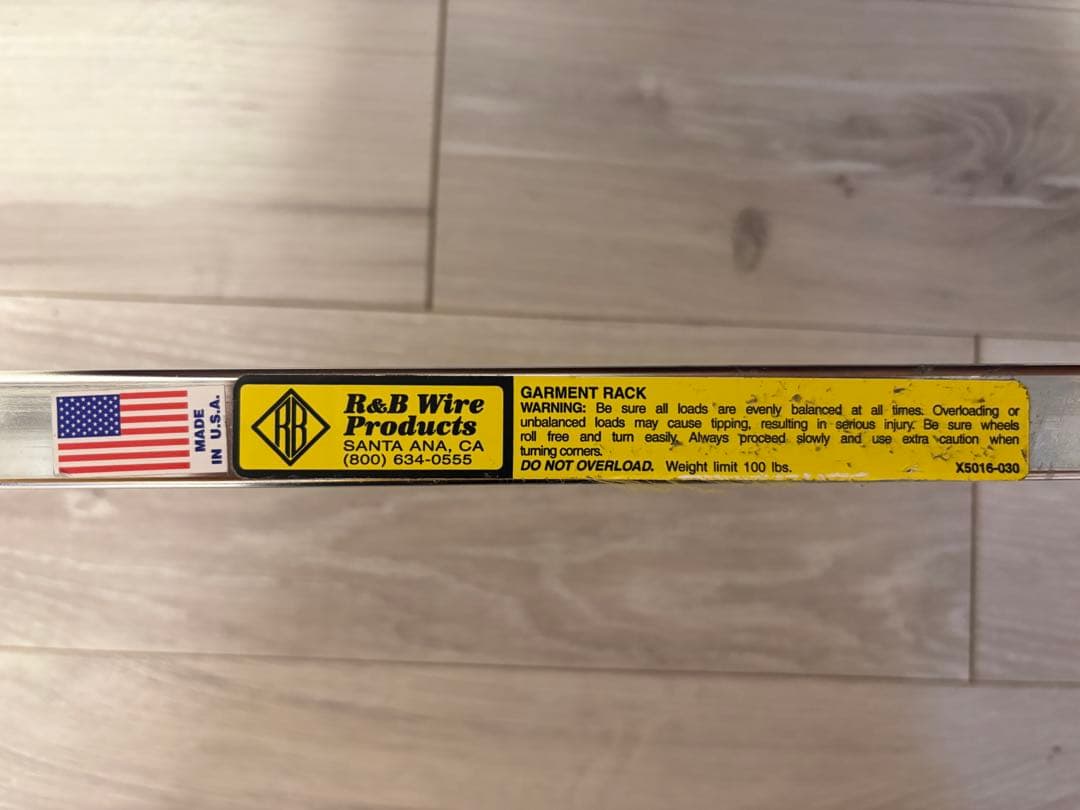 MADE
IN U.S.A.
RB
R&B Wire
Products
SANTA ANA, CA
(800) 634-0555
GARMENT RACK
WARNING: Be sure all loads are evenly balanced at all times. Overloading or
unbalanced loads may cause tipping, resulting in serious injury. Be sure wheels
roll free and turn easily. Always proceed slowly and use extra caution when
turning corners.
DO NOT OVERLOAD. Weight limit 100 lbs.
X5016-030